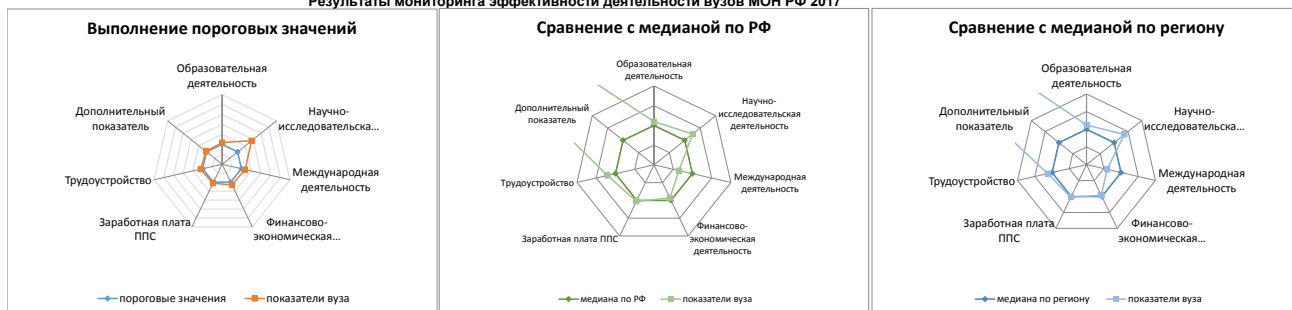 Результаты мониторинга эффективности деятельности вузов МОН РФ 2017
Выполнение пороговых значений
Образовательная
деятельность
Научно-
исследовательска...
Международная
деятельность
Финансово-
экономическая...
Заработная плата
ППС
Трудоустройство
Дополнительный
показатель
пороговые значения
показатели вуза
Сравнение с медианой по РФ
Образовательная
деятельность
Научно-
исследовательская
деятельность
Международная
деятельность
Финансово-
экономическая деятельность
Заработная плата ППС
Трудоустройство
Дополнительный
показатель
медиана по РФ
показатели вуза
Сравнение с медианой по региону
Образовательная
деятельность
Научно-
исследовательская
деятельность
Международная
деятельность
Финансово-
экономическая...
Заработная плата
ППС
Трудоустройство
Дополнительный
показатель
медиана по региону
показатели вуза